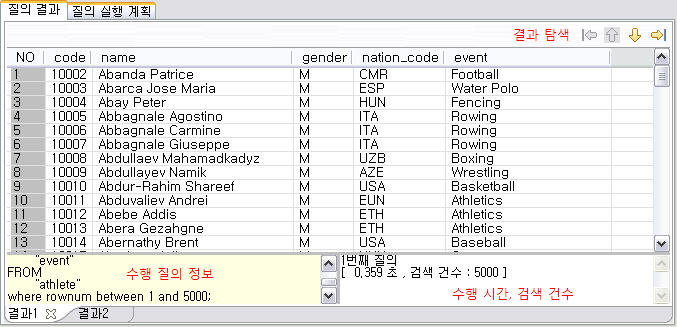 질의 결과 질의 실행 계획
결과 탐색
NO code name gender nation_code event
1 10002 Abanda Patrice M CMR Football
2 10003 Abarca Jose Maria M ESP Water Polo
3 10004 Abay Peter M HUN Fencing
4 10005 Abbagnale Agostino M ITA Rowing
5 10006 Abbagnale Carmine M ITA Rowing
6 10007 Abbagnale Giuseppe M ITA Rowing
7 10008 Abdullaev Mahamadkadyz M UZB Boxing
8 10009 Abdullayev Namik M AZE Wrestling
9 10010 Abdur-Rahim Shareef M USA Basketball
10 10011 Abduvaliev Andrei M EUN Athletics
11 10012 Abebe Addis M ETH Athletics
12 10013 Abera Gezahgne M ETH Athletics
13 10014 Abernathy Brent M USA Baseball
"event"
FROM
"athlete"
where rownum between 1 and 5000;
수행 질의 정보
1번째 질의
[ 0.359 초 , 검색 건수 : 5000 ]
수행 시간, 검색 건수
결과1 결과2